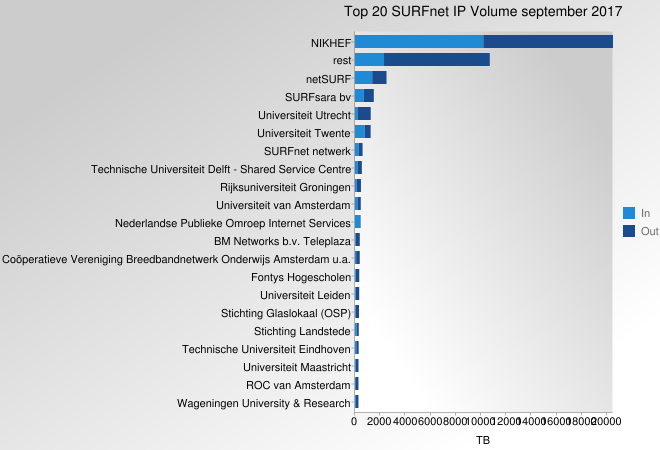 Top 20 SURFnet IP Volume september 2017
NIKHEF
rest
netSURF
SURFsara bv
Universiteit Utrecht
Universiteit Twente
SURFnet netwerk
Technische Universiteit Delft - Shared Service Centre
Rijksuniversiteit Groningen
Universiteit van Amsterdam
Nederlandse Publieke Omroep Internet Services
BM Networks b.v. Teleplaza
Coöperatieve Vereniging Breedbandnetwerk Onderwijs Amsterdam u.a.
Fontys Hogescholen
Universiteit Leiden
Stichting Glaslokaal (OSP)
Stichting Landstede
Technische Universiteit Eindhoven
Universiteit Maastricht
ROC van Amsterdam
Wageningen University & Research
In
Out
0 2000 4000 6000 8000 10000 12000 14000 16000 18000 20000
TB